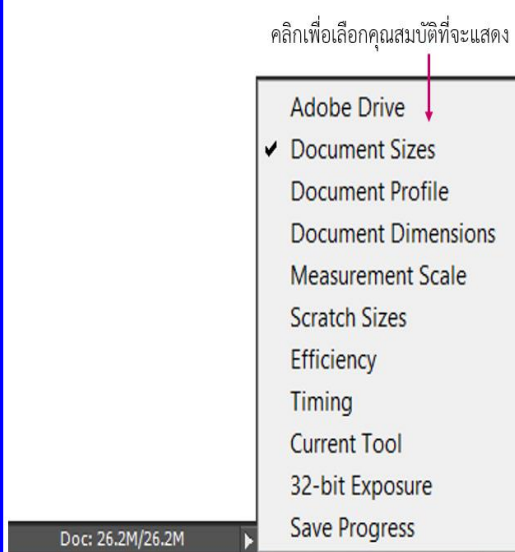 คลิกเพื่อเลือกคุณสมบัติที่จะแสดง
Adobe Drive
✔ Document Sizes
Document Profile
Document Dimensions
Measurement Scale
Scratch Sizes
Efficiency
Timing
Current Tool
32-bit Exposure
Save Progress
Doc: 26.2M/26.2M